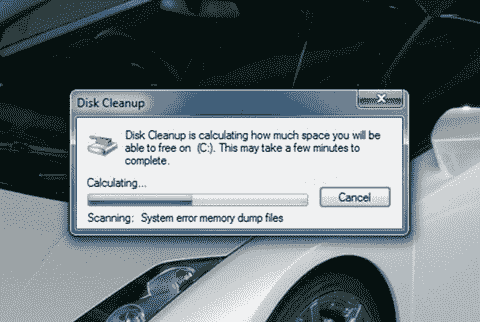 Disk Cleanup
Disk Cleanup is calculating how much space you will be
able to free on  (C:). This may take a few minutes to
complete.
Calculating...
Cancel
Scanning:  System error memory dump files